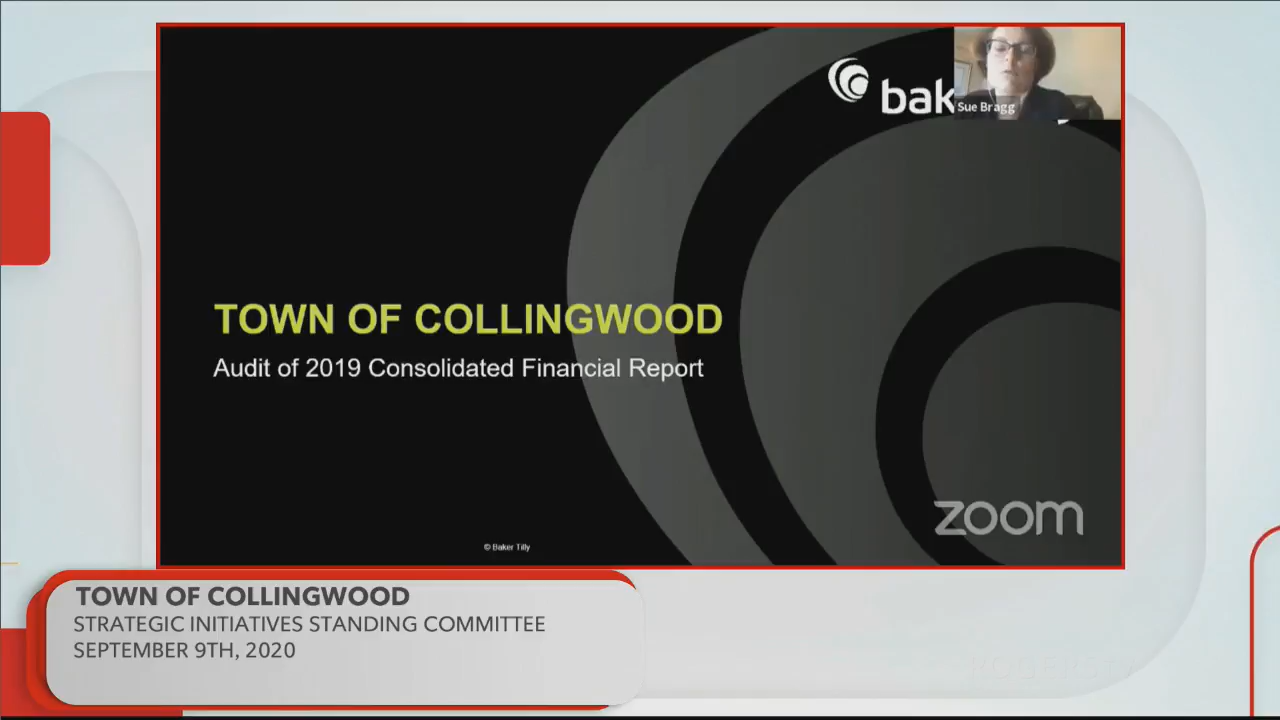 bak
Sue Bragg
TOWN OF COLLINGWOOD
Audit of 2019 Consolidated Financial Report
zoom
© Baker Tilly
TOWN OF COLLINGWOOD
STRATEGIC INITIATIVES STANDING COMMITTEE
SEPTEMBER 9TH, 2020